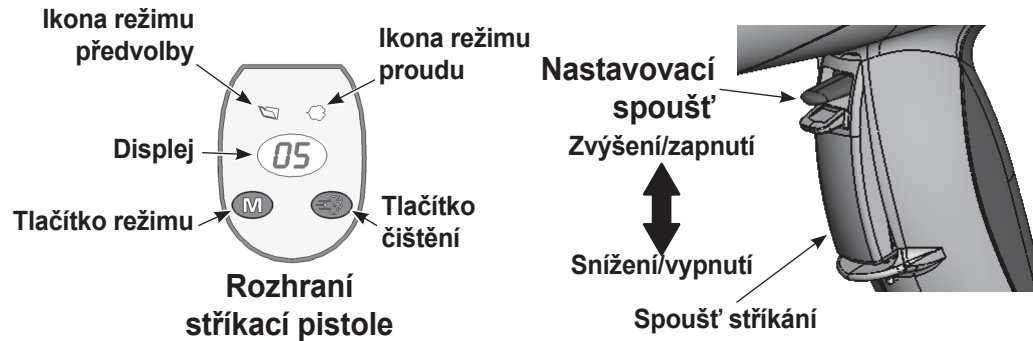 Ikona režimu
předvolby
Ikona režimu
proudu
Displej
05
Tlačítko režimu
M
Tlačítko
čištění
Rozhraní
stříkací pistole
Nastavovací
spoušť
Zvýšení/zapnutí
Snížení/vypnutí
Spoušť stříkání